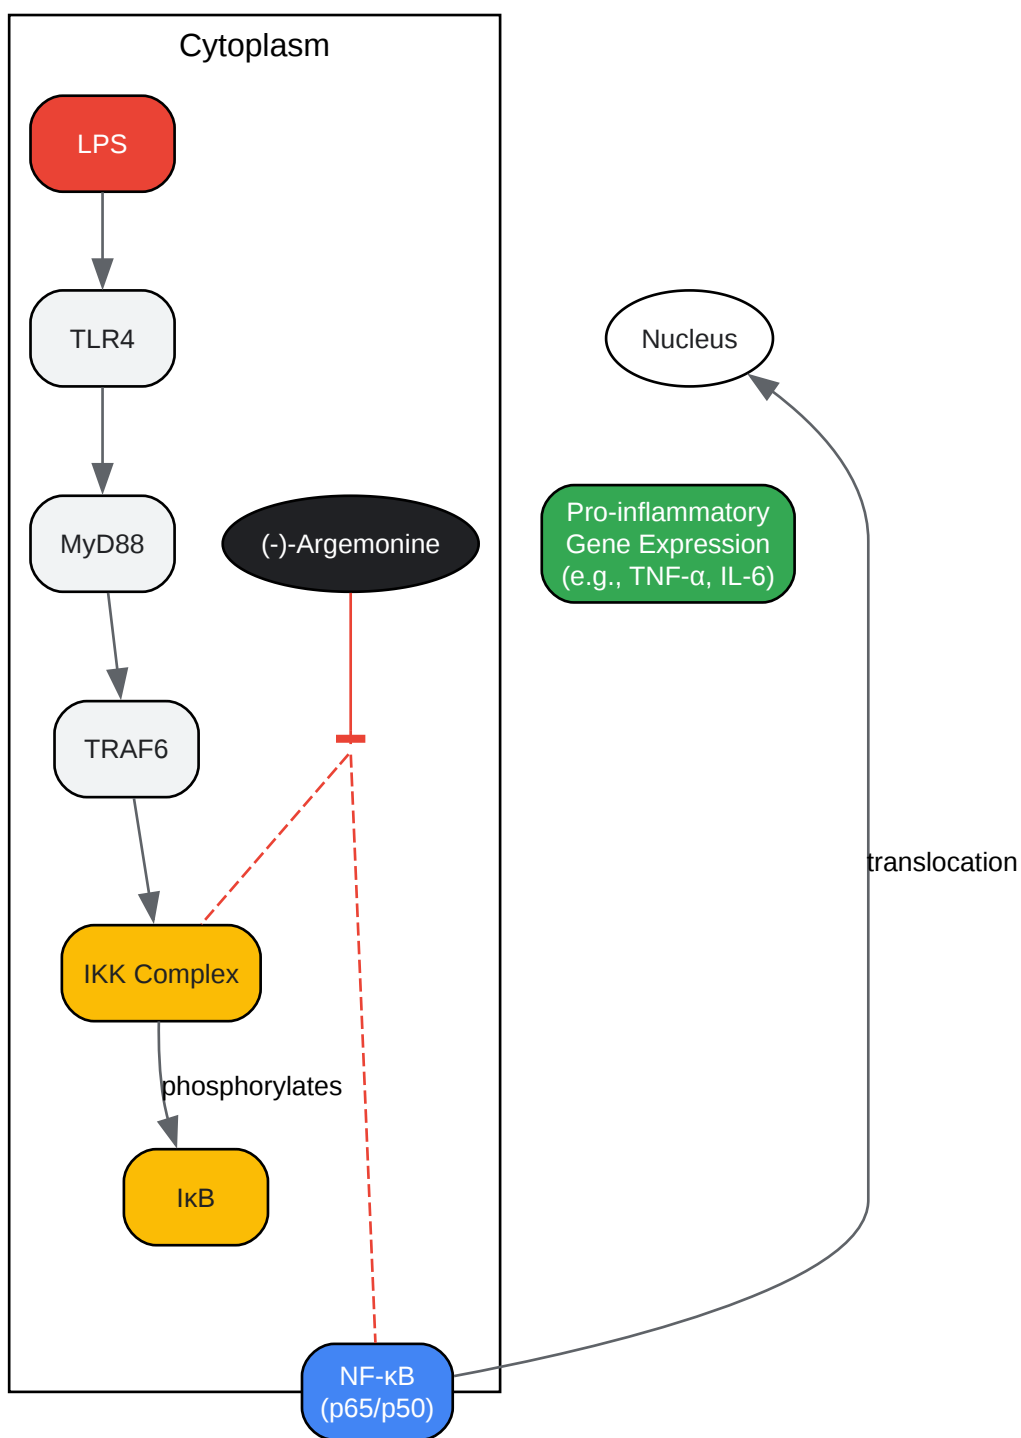 Cytoplasm
LPS
TLR4
Nucleus
MyD88
(-)-Argemonine
Pro-inflammatory
Gene Expression
(e.g., TNF-α, IL-6)
TRAF6
translocation
IKK Complex
phosphorylates
IκB
NF-κB
(p65/p50)